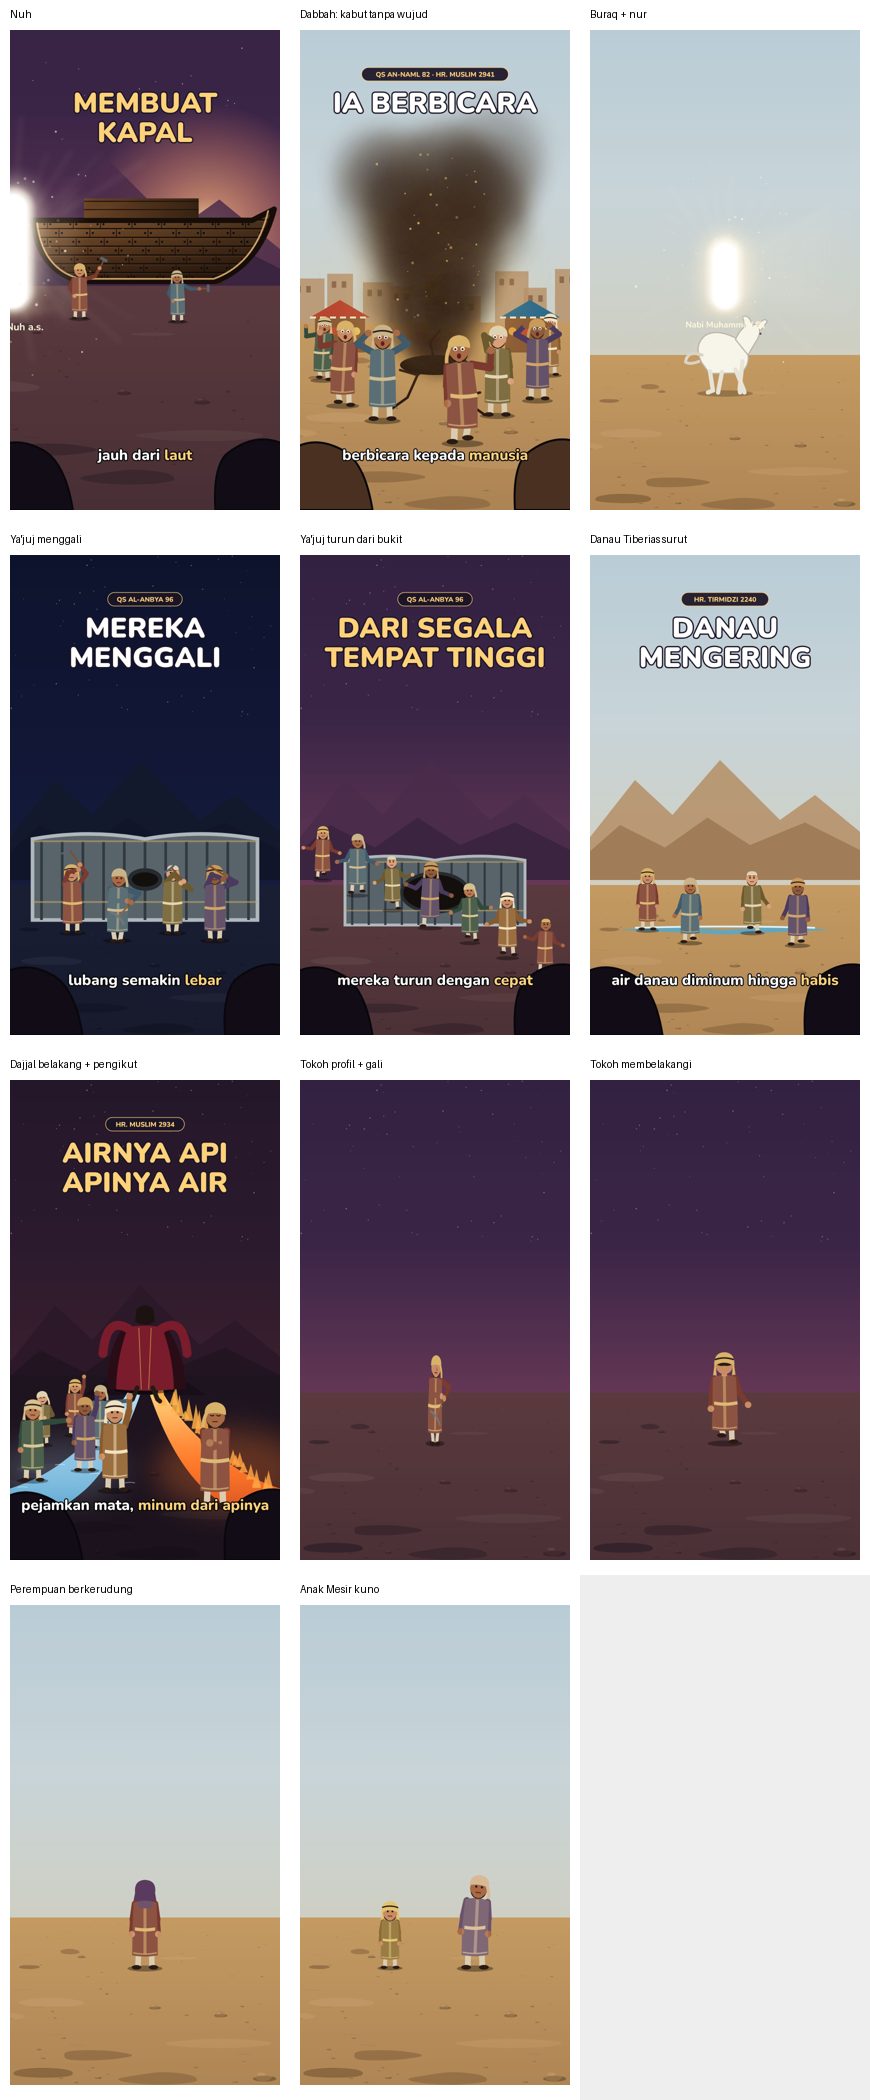 Nuh
Dabbah: kabut tanpa wujud
Buraq + nur
MEMBUAT
KAPAL
Nuh a.s.
jauh dari laut
QS AN-NAML 82 · HR. MUSLIM 2941
IA BERBICARA
berbicara kepada manusia
Nabi Muhamm
Ya'juj menggali
Ya'juj turun dari bukit
Danau Tiberias surut
QS AL-ANBYA 96
MEREKA
MENGGALI
lubang semakin lebar
QS AL-ANBYA 96
DARI SEGALA
TEMPAT TINGGI
mereka turun dengan cepat
HR. TIRMIDZI 2240
DANAU
MENGERING
air danau diminum hingga habis
Dajjal belakang + pengikut
Tokoh profil + gali
Tokoh membelakangi
HR. MUSLIM 2934
AIRNYA API
APINYA AIR
pejamkan mata, minum dari apinya
Perempuan berkerudung
Anak Mesir kuno